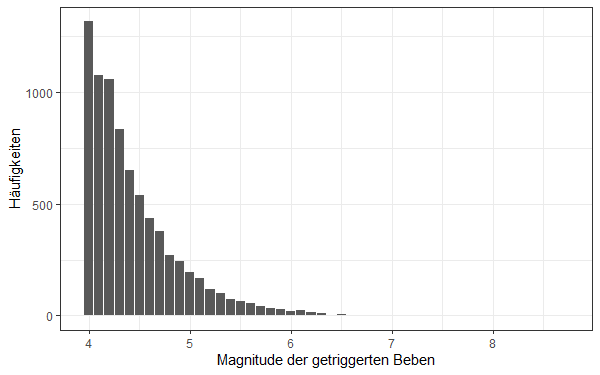 1000
500
0
Häufigkeiten
4 5 6 7 8
Magnitude der getriggerten Beben